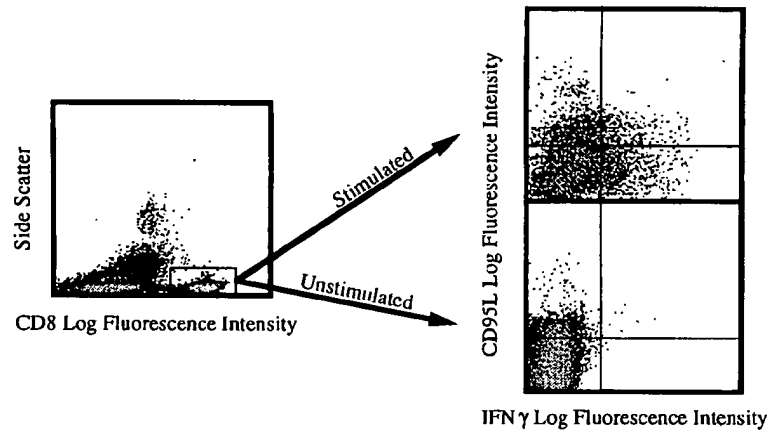 Side Scatter
CD8 Log Fluorescence Intensity
Stimulated
Unstimulated
CD95L Log Fluorescence Intensity
IFN γ Log Fluorescence Intensity